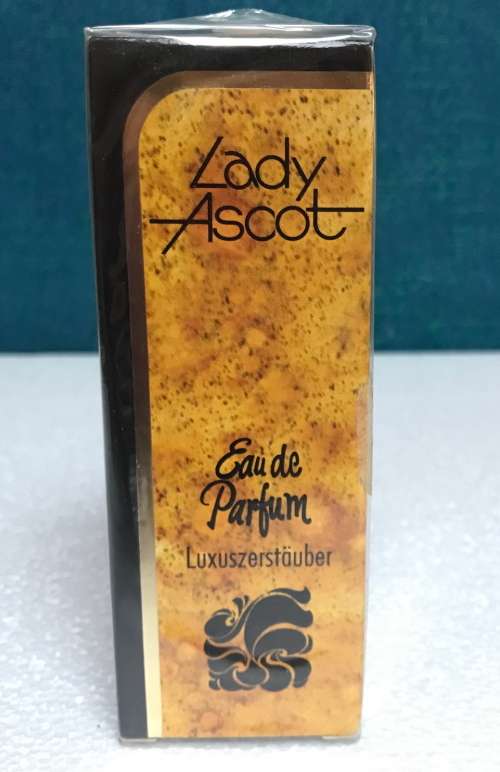 Lady
Ascot
Eau de
Parfum
Luxuszerstäuber